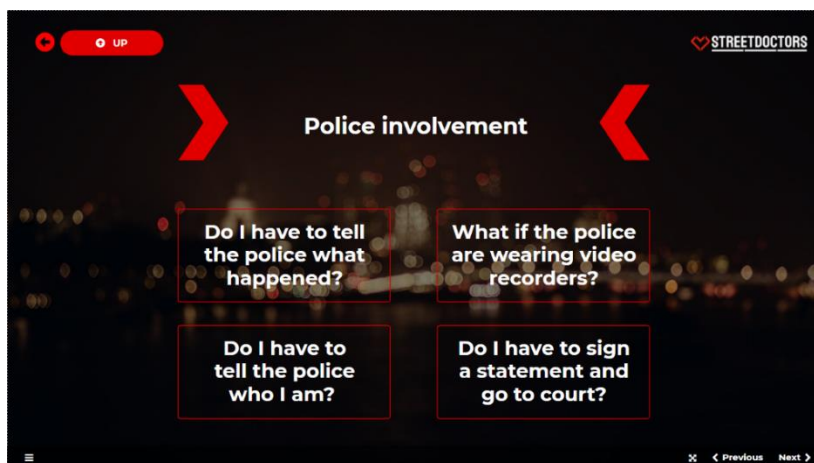 UP
STREETDOCTORS
Police involvement
Do I have to tell
the police what
happened?
What if the police
are wearing video
recorders?
Do I have to
tell the police
who I am?
Do I have to sign
a statement and
go to court?
Previous
Next